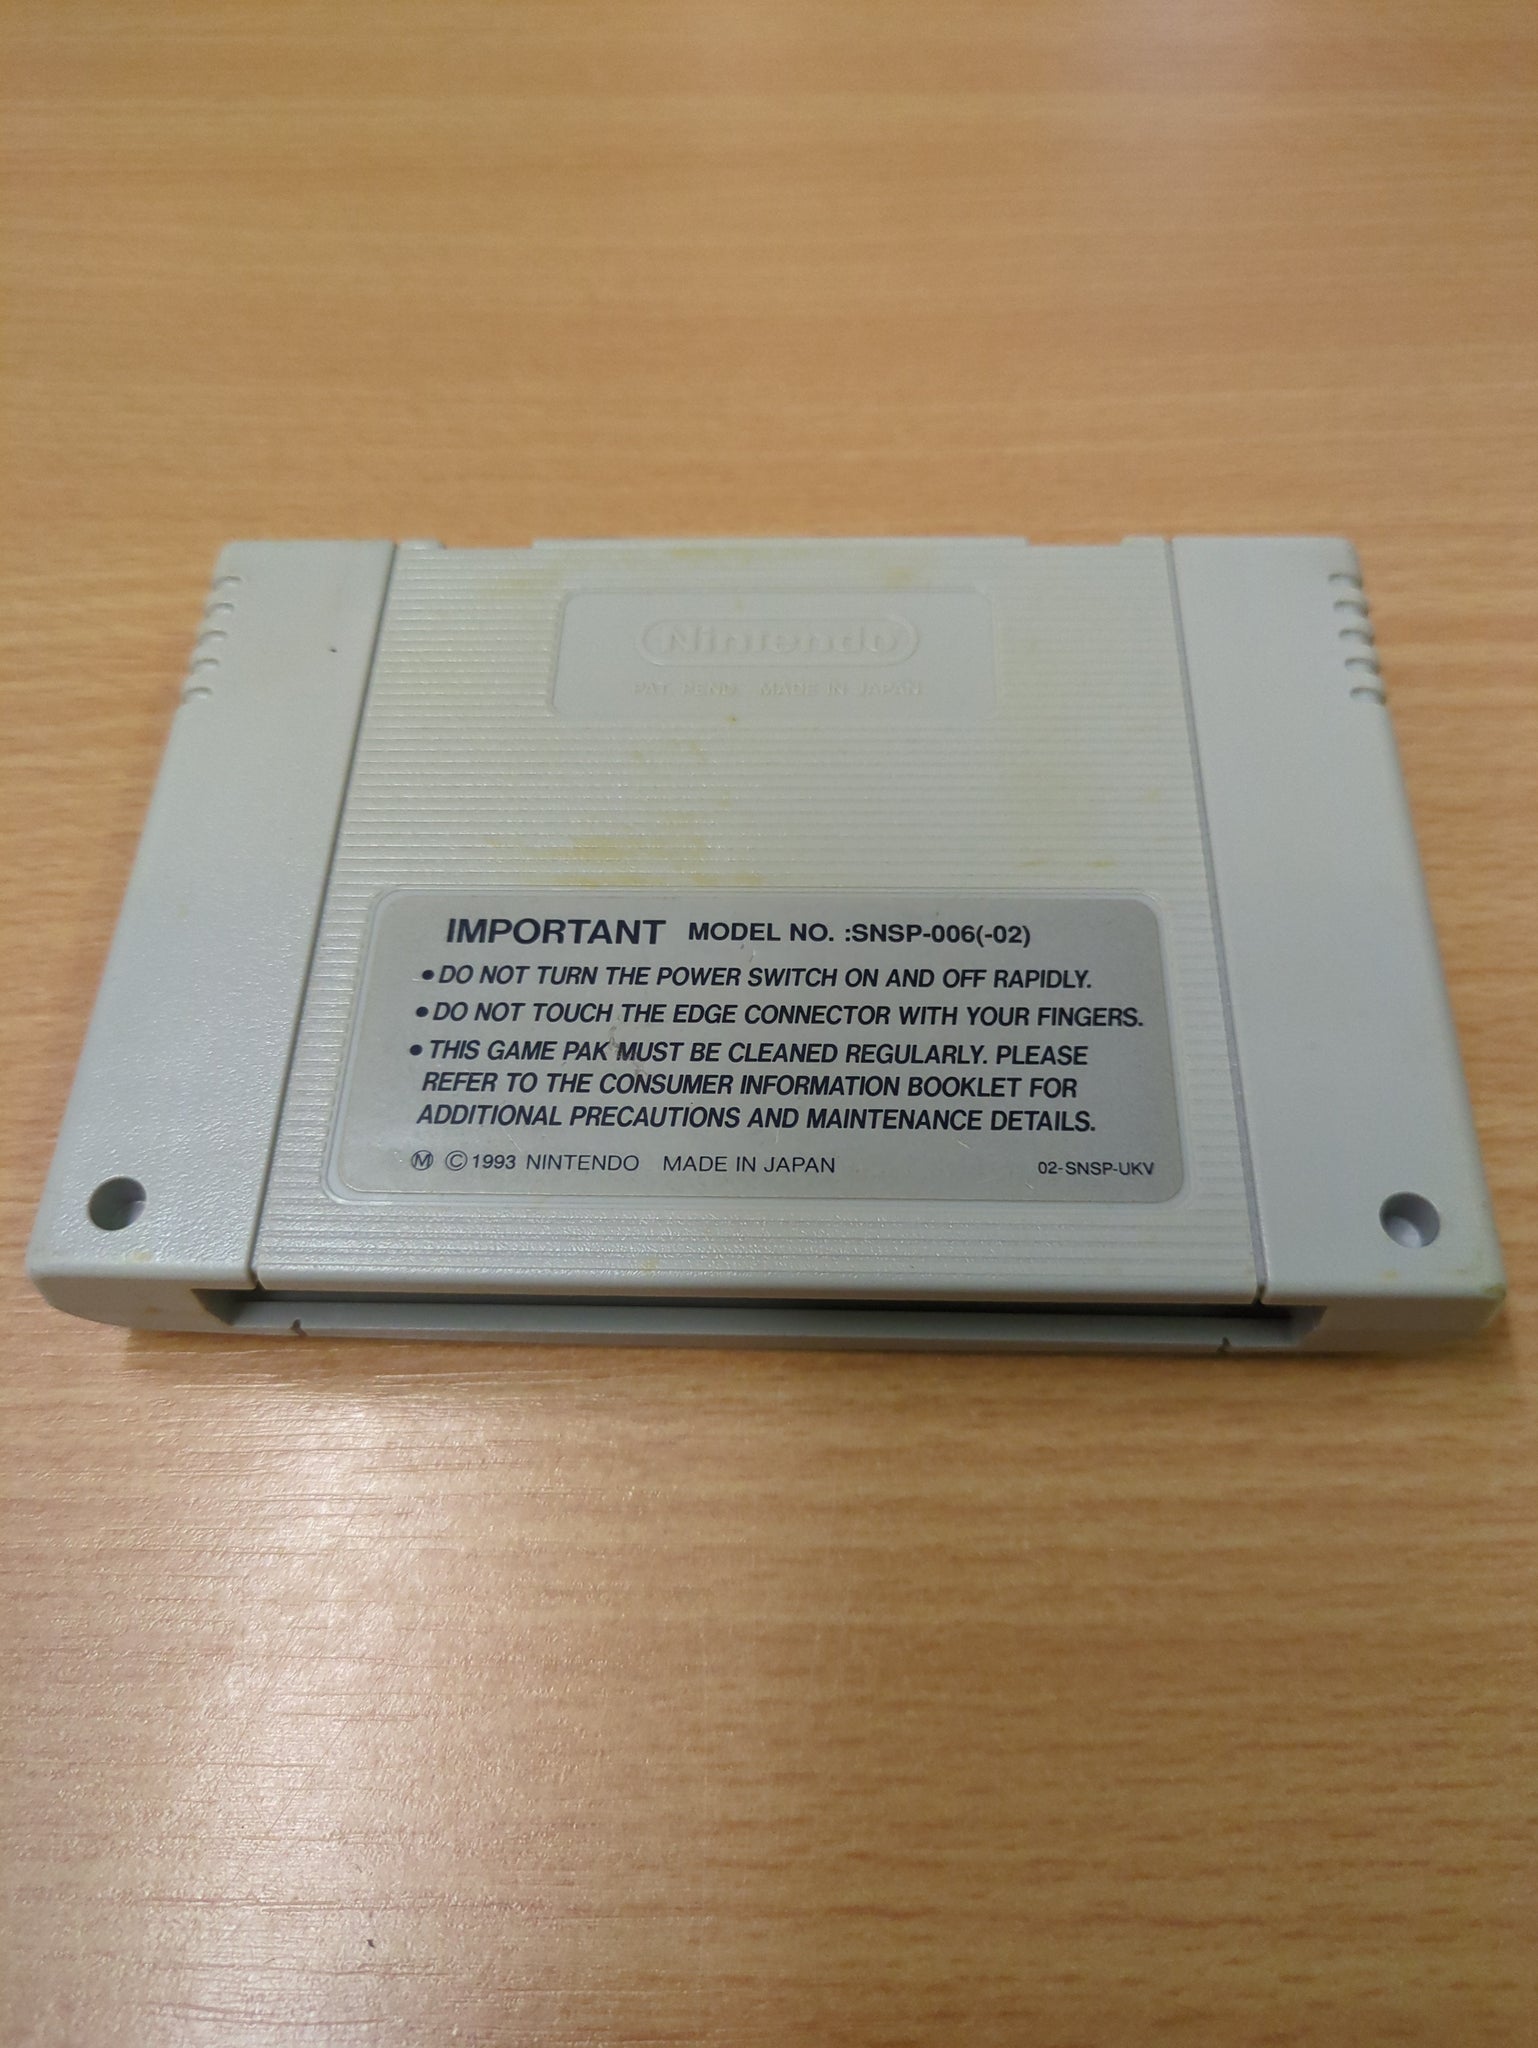 Nintendo
PAT. PEND. MADE IN JAPAN
IMPORTANT MODEL NO. :SNSP-006(-02)
●DO NOT TURN THE POWER SWITCH ON AND OFF RAPIDLY.
●DO NOT TOUCH THE EDGE CONNECTOR WITH YOUR FINGERS.
●THIS GAME PAK MUST BE CLEANED REGULARLY. PLEASE
REFER TO THE CONSUMER INFORMATION BOOKLET FOR
ADDITIONAL PRECAUTIONS AND MAINTENANCE DETAILS.
Ⓜ ©1993 NINTENDO MADE IN JAPAN 02-SNSP-UKV